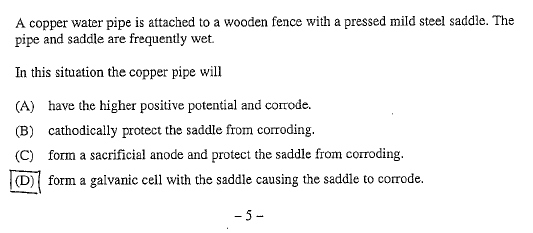 A copper water pipe is attached to a wooden fence with a pressed mild steel saddle. The
pipe and saddle are frequently wet.
In this situation the copper pipe will
(A) have the higher positive potential and corrode.
(B) cathodically protect the saddle from corroding.
(C) form a sacrificial anode and protect the saddle from corroding.
(D) form a galvanic cell with the saddle causing the saddle to corrode.
– 5 –